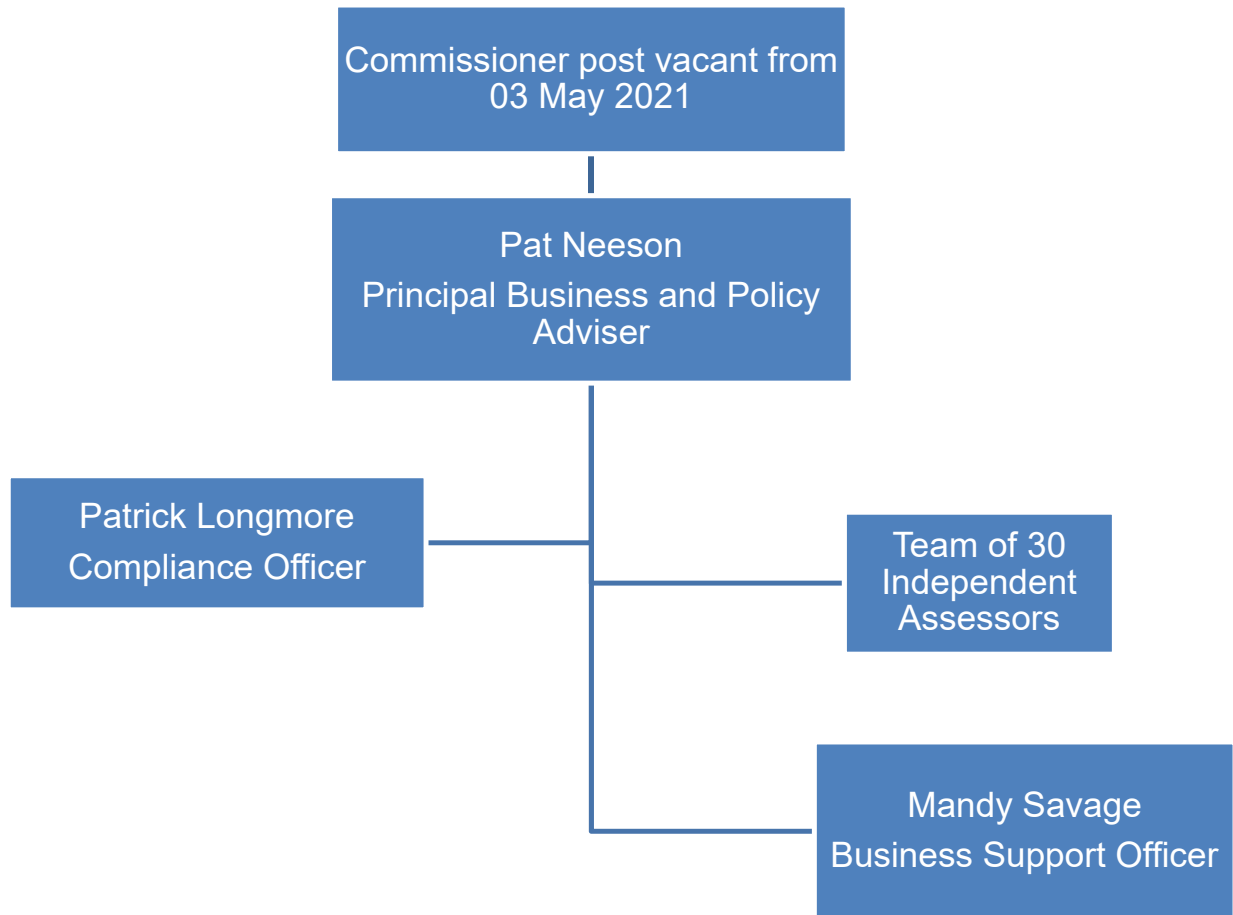 Commissioner post vacant from
03 May 2021
Pat Neeson
Principal Business and Policy
Adviser
Patrick Longmore
Compliance Officer
Team of 30
Independent
Assessors
Mandy Savage
Business Support Officer